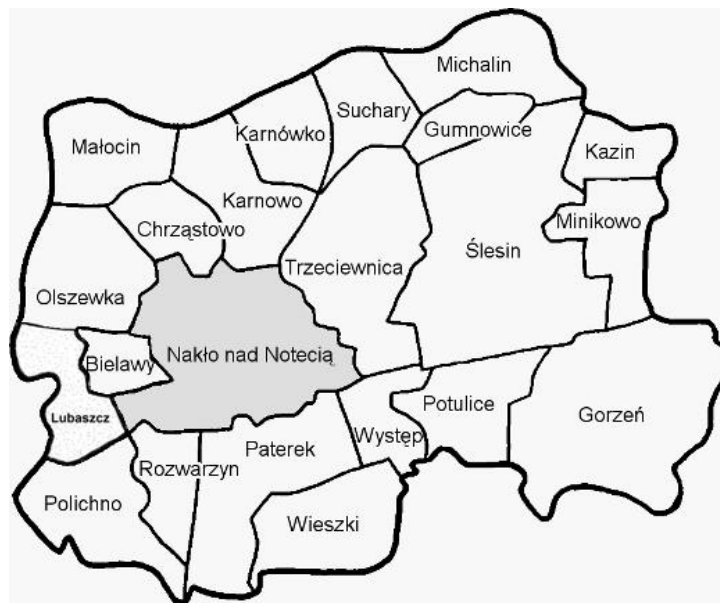 Michalin
Suchary
Karnówko
Gumnowice
Małocin
Kazin
Karnowo
Chrząstowo
Minikowo
Ślesin
Trzeciewnica
Olszewka
Nakło nad Notecią
Bielawy
Lubaszcz
Potulice
Gorzeń
Występ
Paterek
Rozwarzyn
Polichno
Wieszki